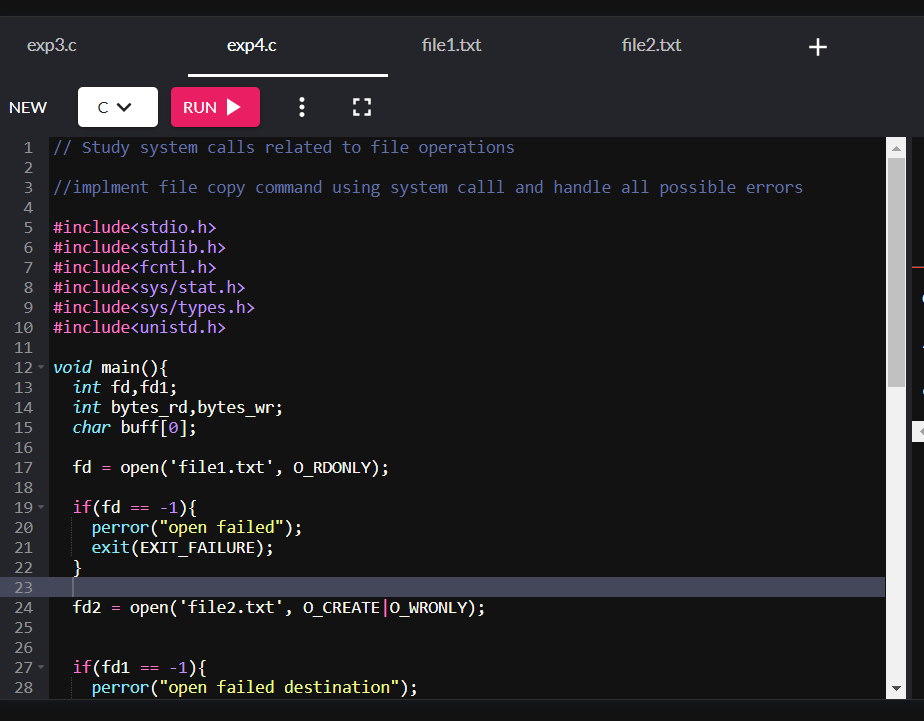 exp3.c
exp4.c
file1.txt
file2.txt
+
NEW
C
RUN
1 // Study system calls related to file operations
2
3 //implment file copy command using system calll and handle all possible errors
4
5 #include<stdio.h>
6 #include<stdlib.h>
7 #include<fcntl.h>
8 #include<sys/stat.h>
9 #include<sys/types.h>
10 #include<unistd.h>
11
12 void main(){
13 int fd,fd1;
14 int bytes_rd,bytes_wr;
15 char buff[0];
16
17 fd = open('file1.txt', O_RDONLY);
18
19 if(fd == -1){
20 perror("open failed");
21 exit(EXIT_FAILURE);
22 }
23
24 fd2 = open('file2.txt', O_CREATE|O_WRONLY);
25
26
27 if(fd1 == -1){
28 perror("open failed destination");